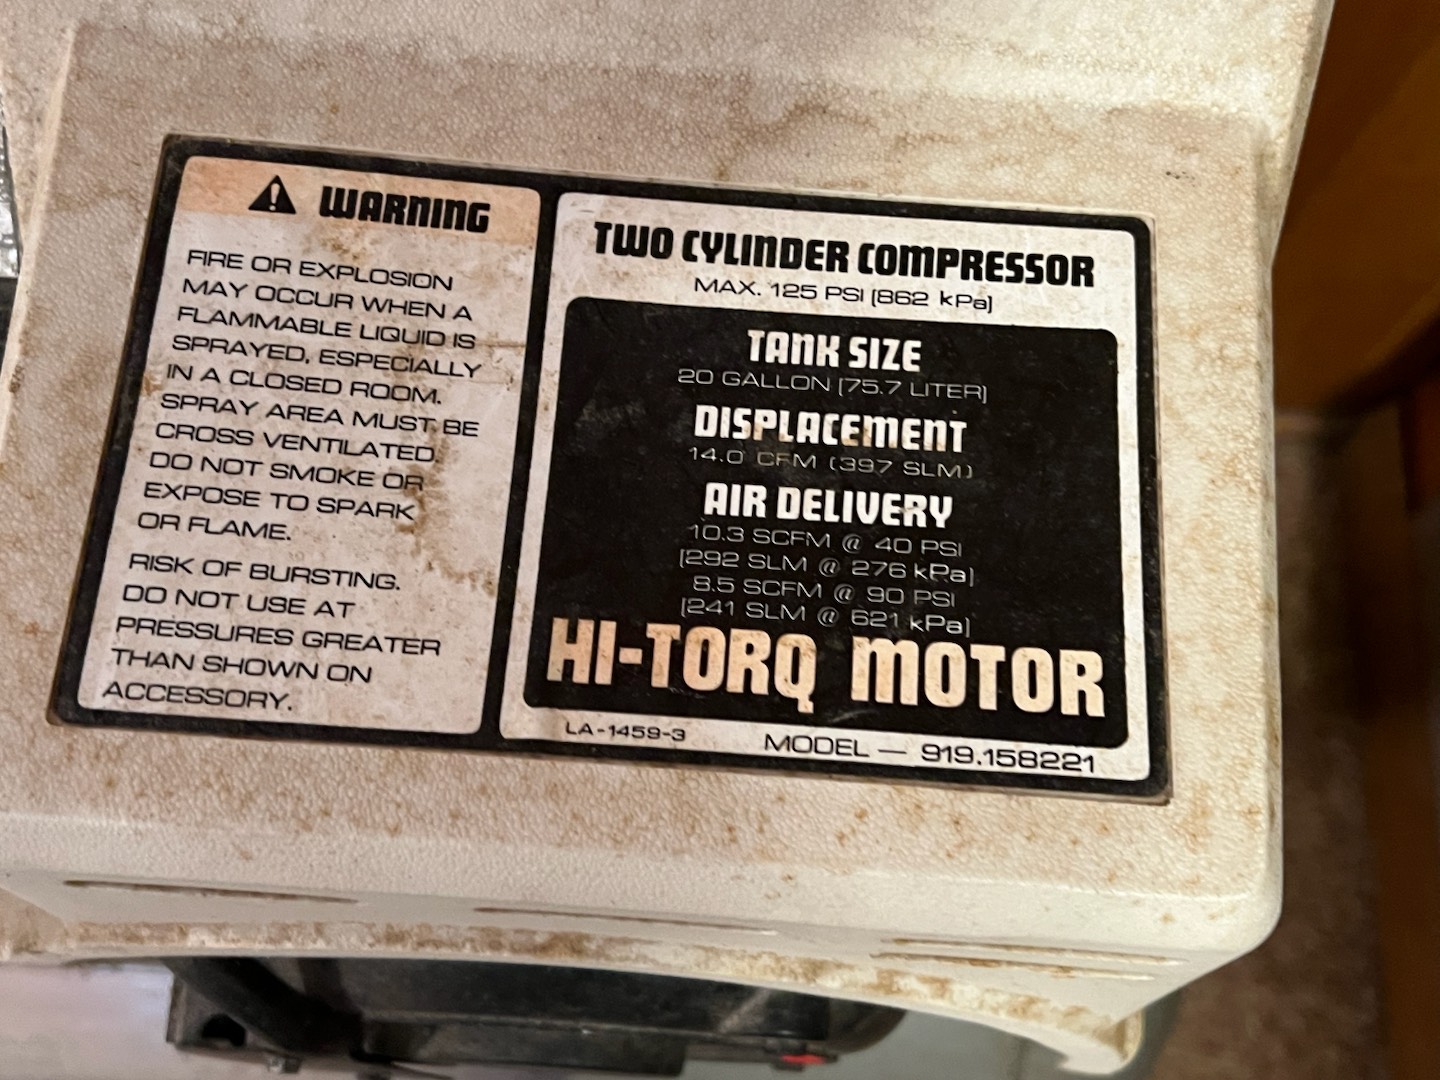 WARNING
FIRE OR EXPLOSION
MAY OCCUR WHEN A
FLAMMABLE LIQUID IS
SPRAYED, ESPECIALLY
IN A CLOSED ROOM.
SPRAY AREA MUST BE
CROSS VENTILATED.
DO NOT SMOKE OR
EXPOSE TO SPARK
OR FLAME.
RISK OF BURSTING.
DO NOT USE AT
PRESSURES GREATER
THAN SHOWN ON
ACCESSORY.
TWO CYLINDER COMPRESSOR
MAX. 125 PSI [862 kPa]
TANK SIZE
20 GALLON [75.7 LITER]
DISPLACEMENT
14.0 CFM (397 SLM)
AIR DELIVERY
10.3 SCFM @ 40 PSI
[292 SLM @ 276 kPa]
8.5 SCFM @ 90 PSI
[241 SLM @ 621 kPa]
HI-TORQ MOTOR
LA-1459-3 MODEL — 919.158221